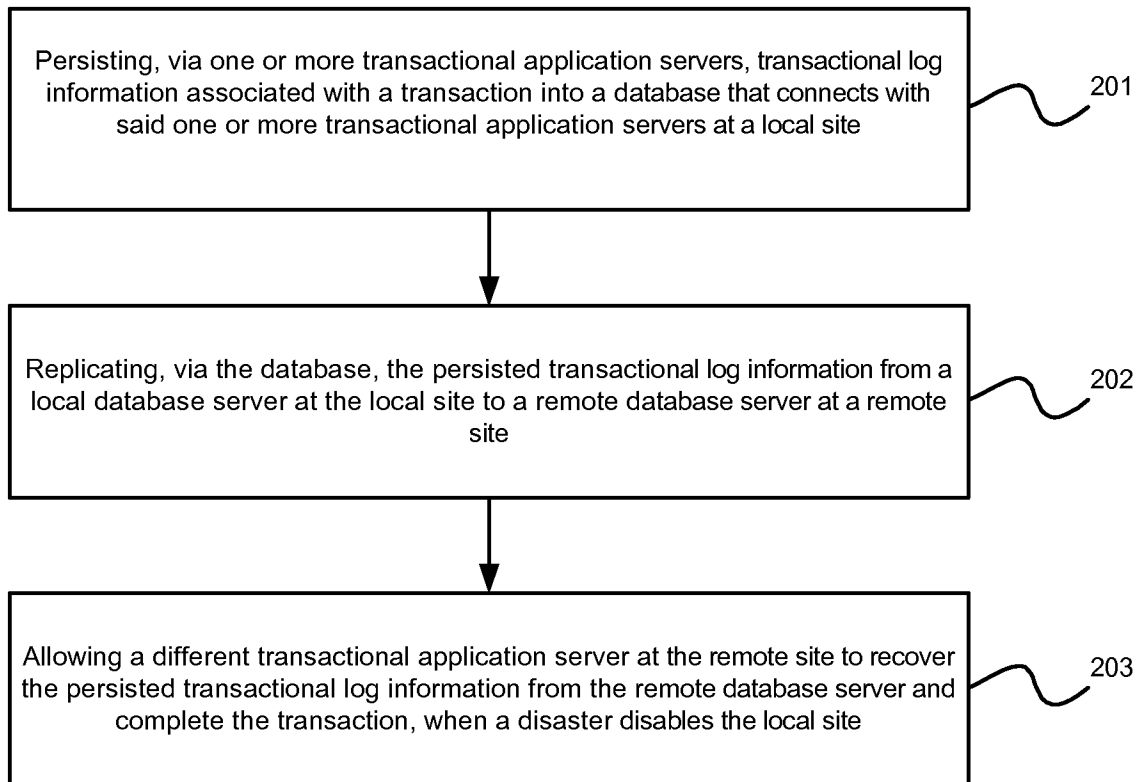 Persisting, via one or more transactional application servers, transactional log
information associated with a transaction into a database that connects with
said one or more transactional application servers at a local site
201
Replicating, via the database, the persisted transactional log information from a
local database server at the local site to a remote database server at a remote
site
202
Allowing a different transactional application server at the remote site to recover
the persisted transactional log information from the remote database server and
complete the transaction, when a disaster disables the local site
203